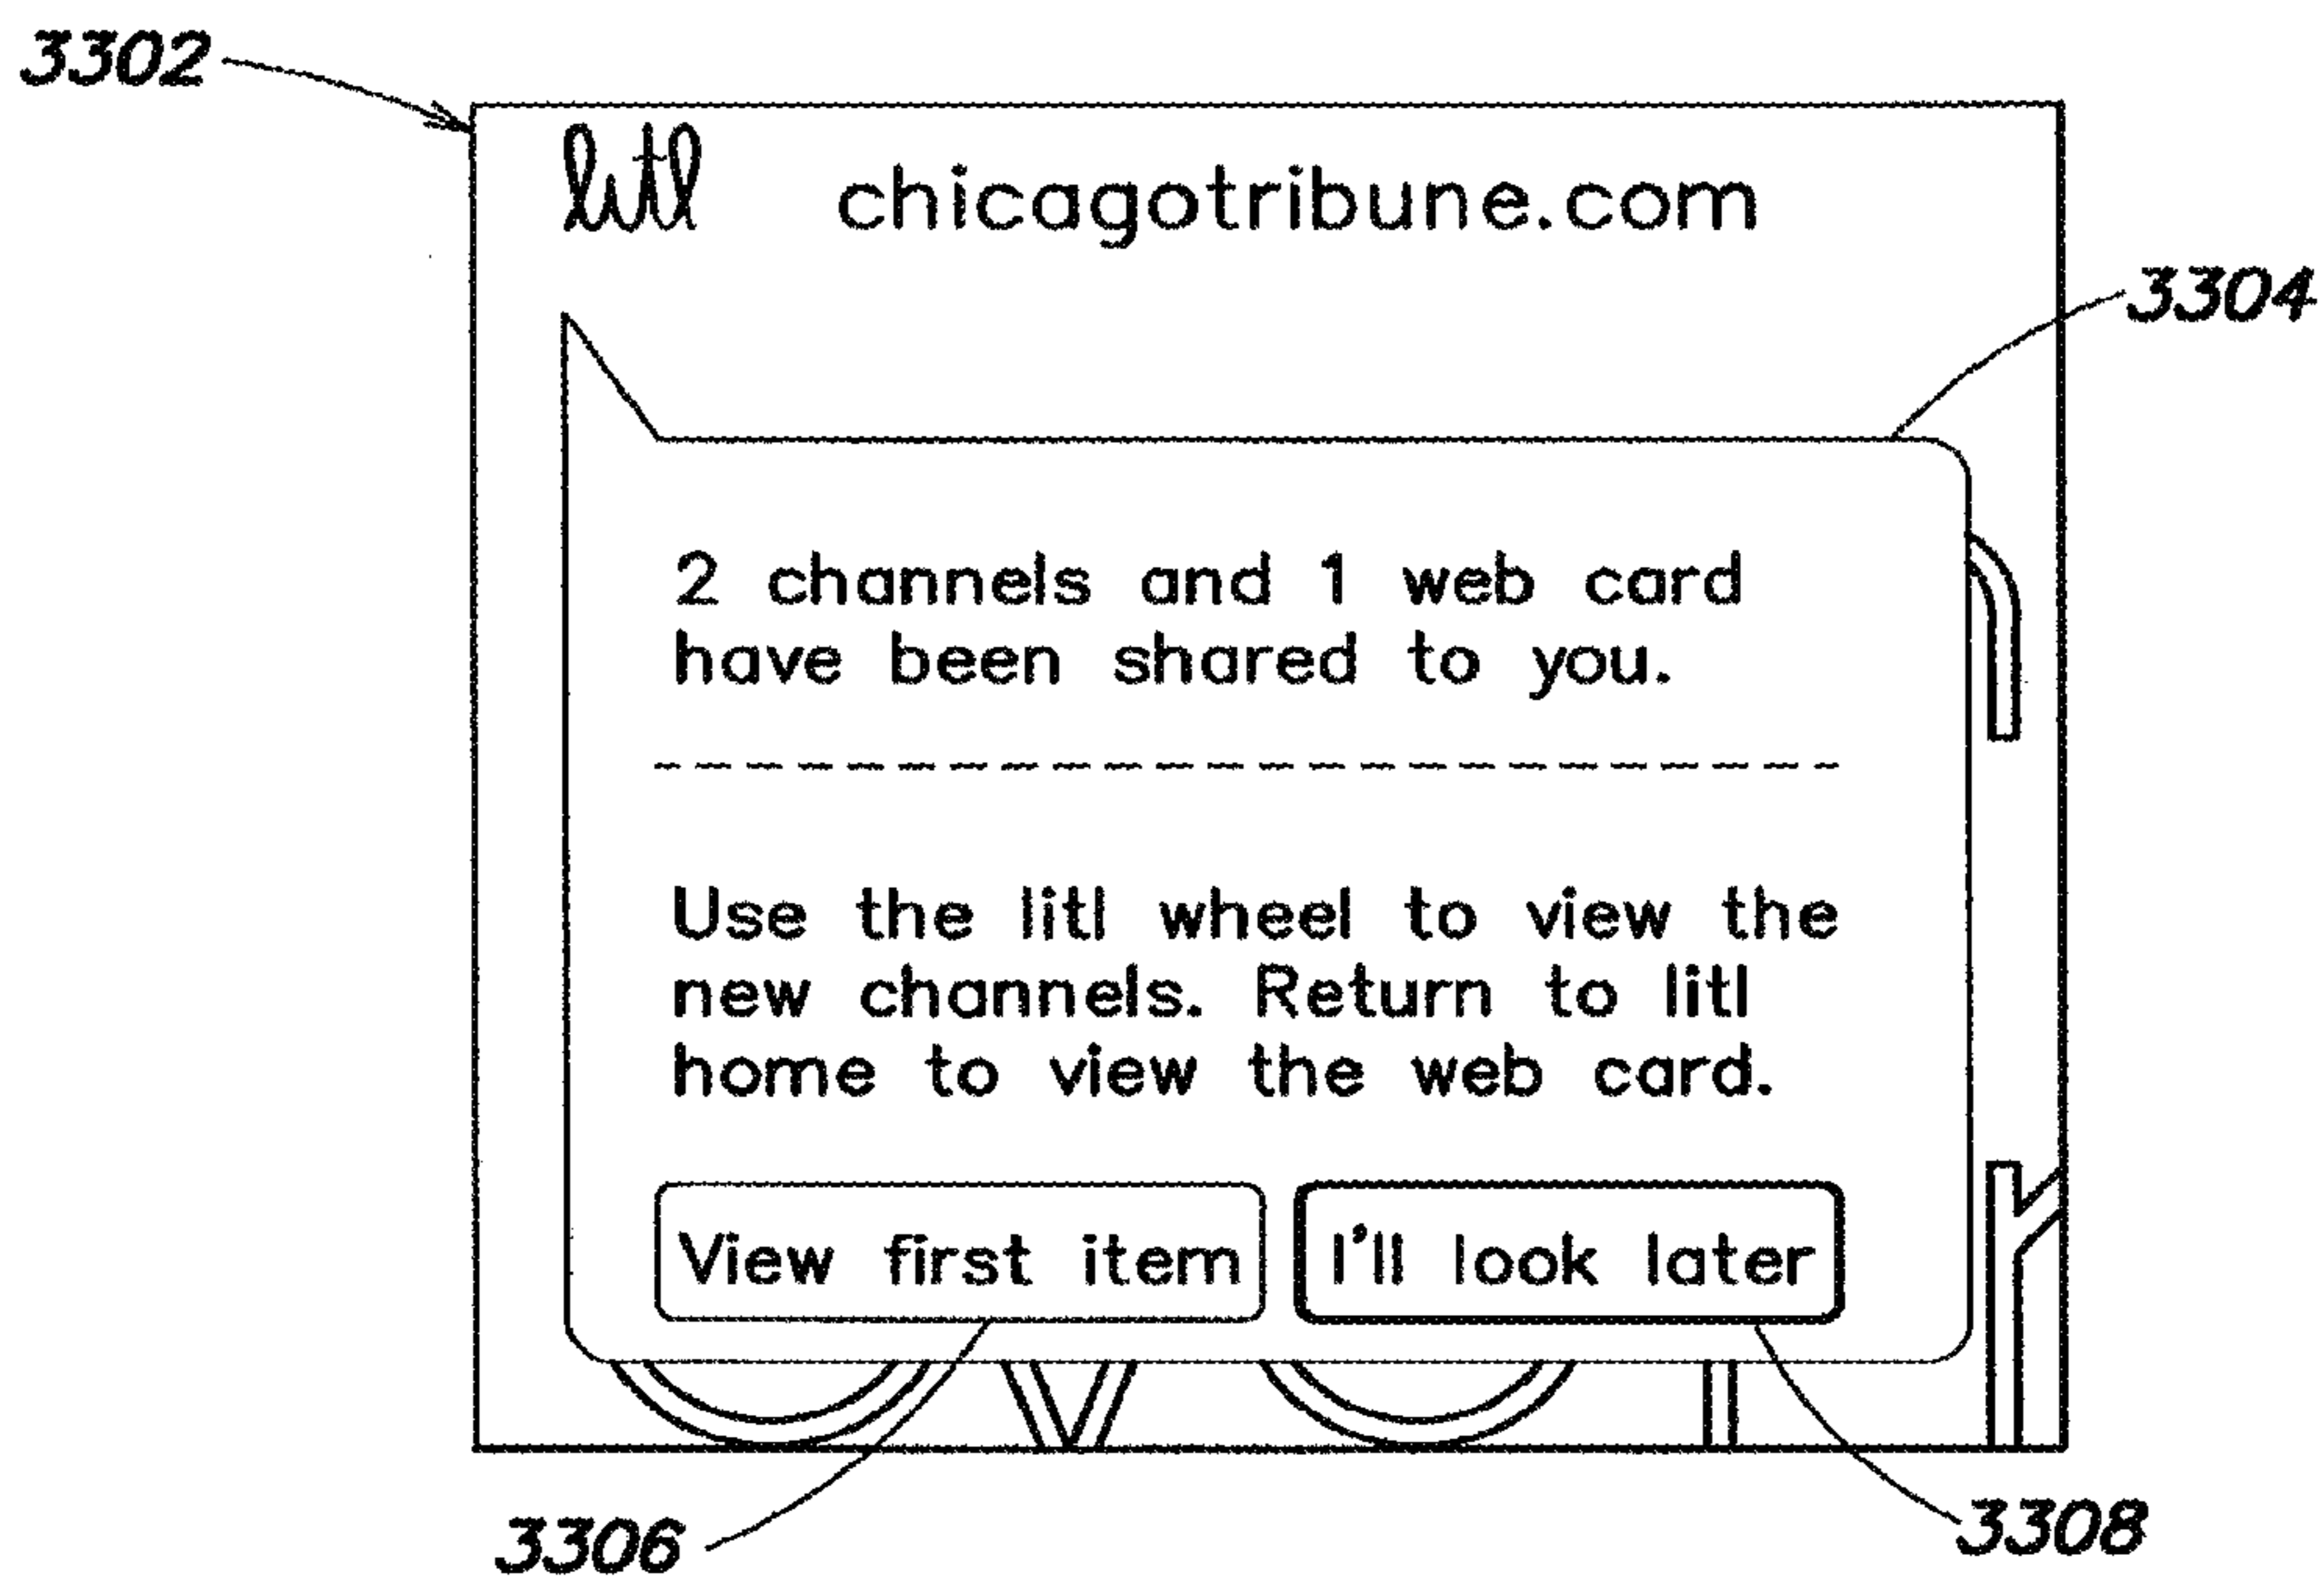 3302
litl chicagotribune.com
3304
2 channels and 1 web card
have been shared to you.
Use the litl wheel to view the
new channels. Return to litl
home to view the web card.
View first item I'll look later
3306
3308